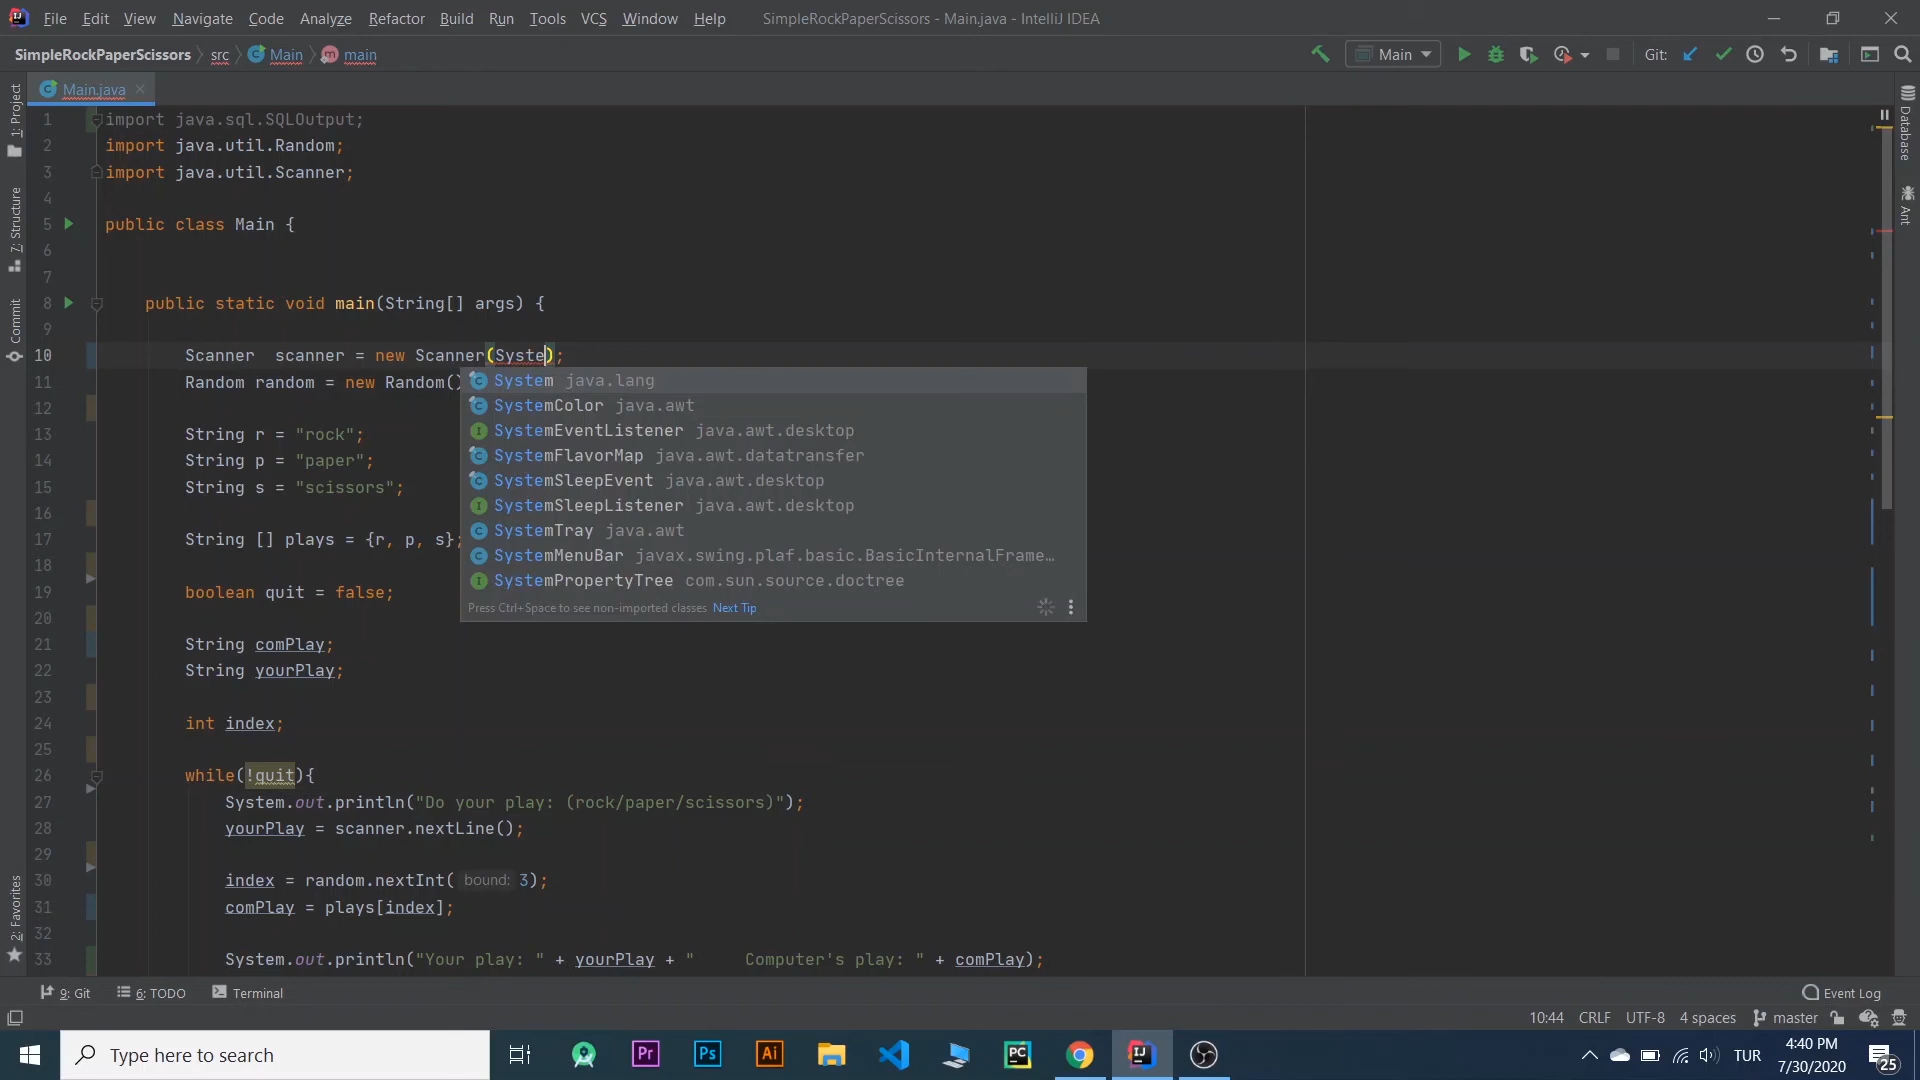 File Edit View Navigate Code Analyze Refactor Build Run Tools VCS Window Help SimpleRockPaperScissors - Main.java - IntelliJ IDEA
SimpleRockPaperScissors src Main main Main Git:
Main.java
1: Project
7: Structure
Commit
2: Favorites
Database
Ant
1 import java.sql.SQLOutput;
2 import java.util.Random;
3 import java.util.Scanner;
4
5 public class Main {
6
7
8 public static void main(String[] args) {
9
10 Scanner  scanner = new Scanner(Syste);
11 Random random = new Random()
12
13 String r = "rock";
14 String p = "paper";
15 String s = "scissors";
16
17 String [] plays = {r, p, s};
18
19 boolean quit = false;
20
21 String comPlay;
22 String yourPlay;
23
24 int index;
25
26 while(!quit){
27 System.out.println("Do your play: (rock/paper/scissors)");
28 yourPlay = scanner.nextLine();
29
30 index = random.nextInt( bound: 3);
31 comPlay = plays[index];
32
33 System.out.println("Your play: " + yourPlay + "     Computer's play: " + comPlay);
System java.lang
SystemColor java.awt
SystemEventListener java.awt.desktop
SystemFlavorMap java.awt.datatransfer
SystemSleepEvent java.awt.desktop
SystemSleepListener java.awt.desktop
SystemTray java.awt
SystemMenuBar javax.swing.plaf.basic.BasicInternalFrame…
SystemPropertyTree com.sun.source.doctree
Press Ctrl+Space to see non-imported classes Next Tip
9: Git 6: TODO Terminal Event Log
10:44 CRLF UTF-8 4 spaces master
Type here to search
Pr Ps Ai PC IJ
TUR 4:40 PM
7/30/2020 25